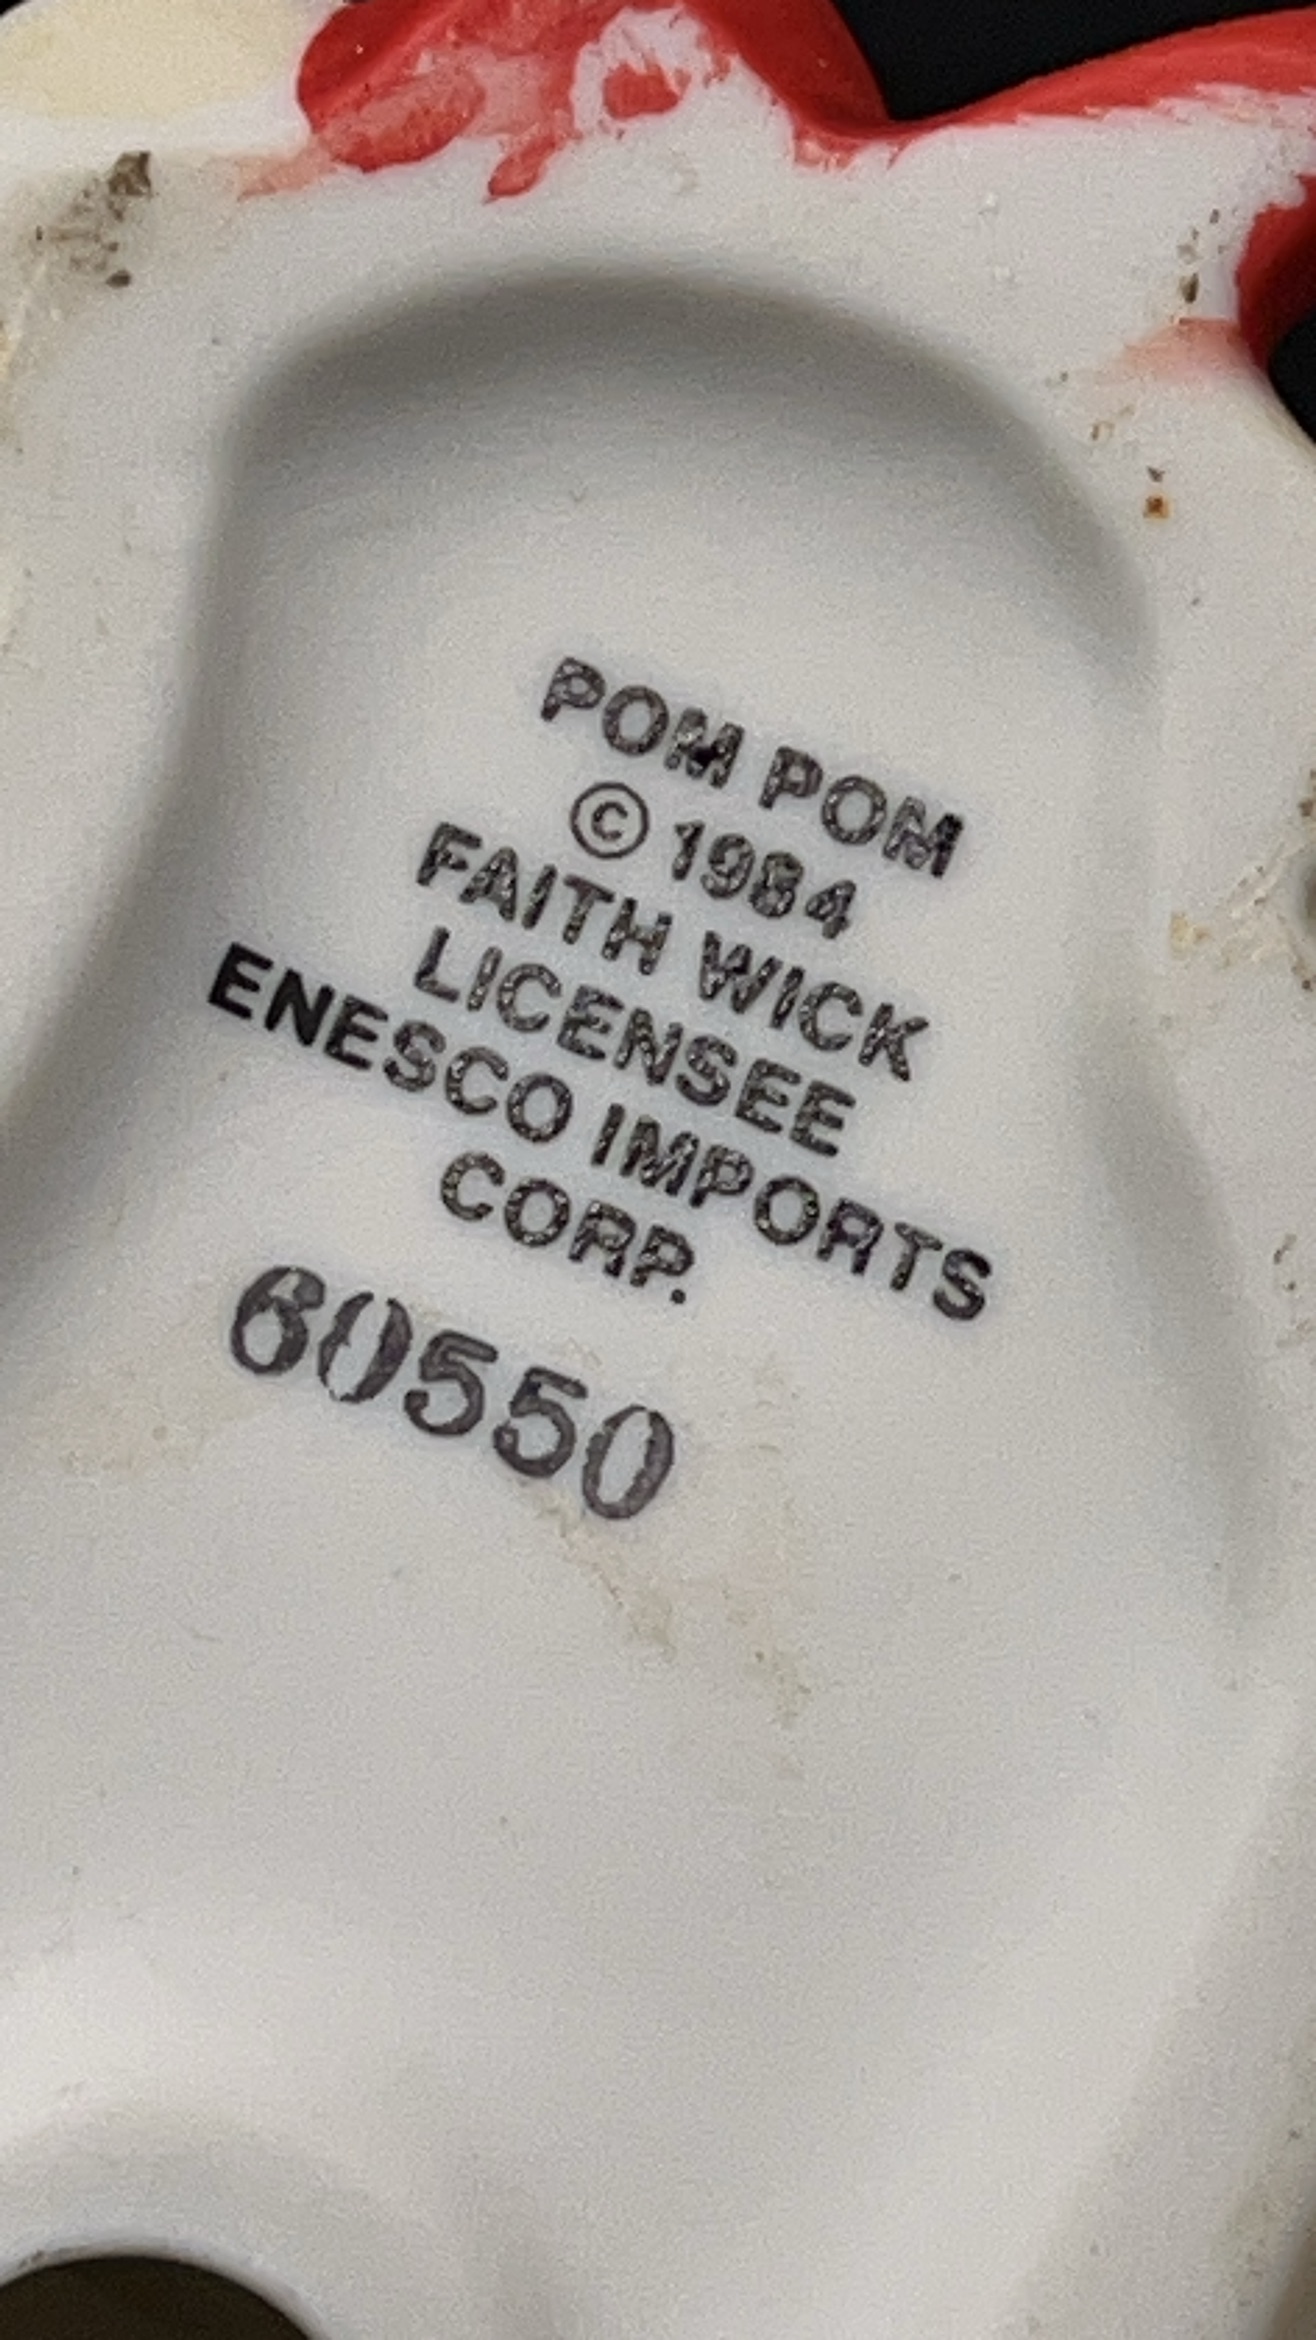 POM POM
© 1984
FAITH WICK
LICENSEE
ENESCO IMPORTS
CORP.
60550